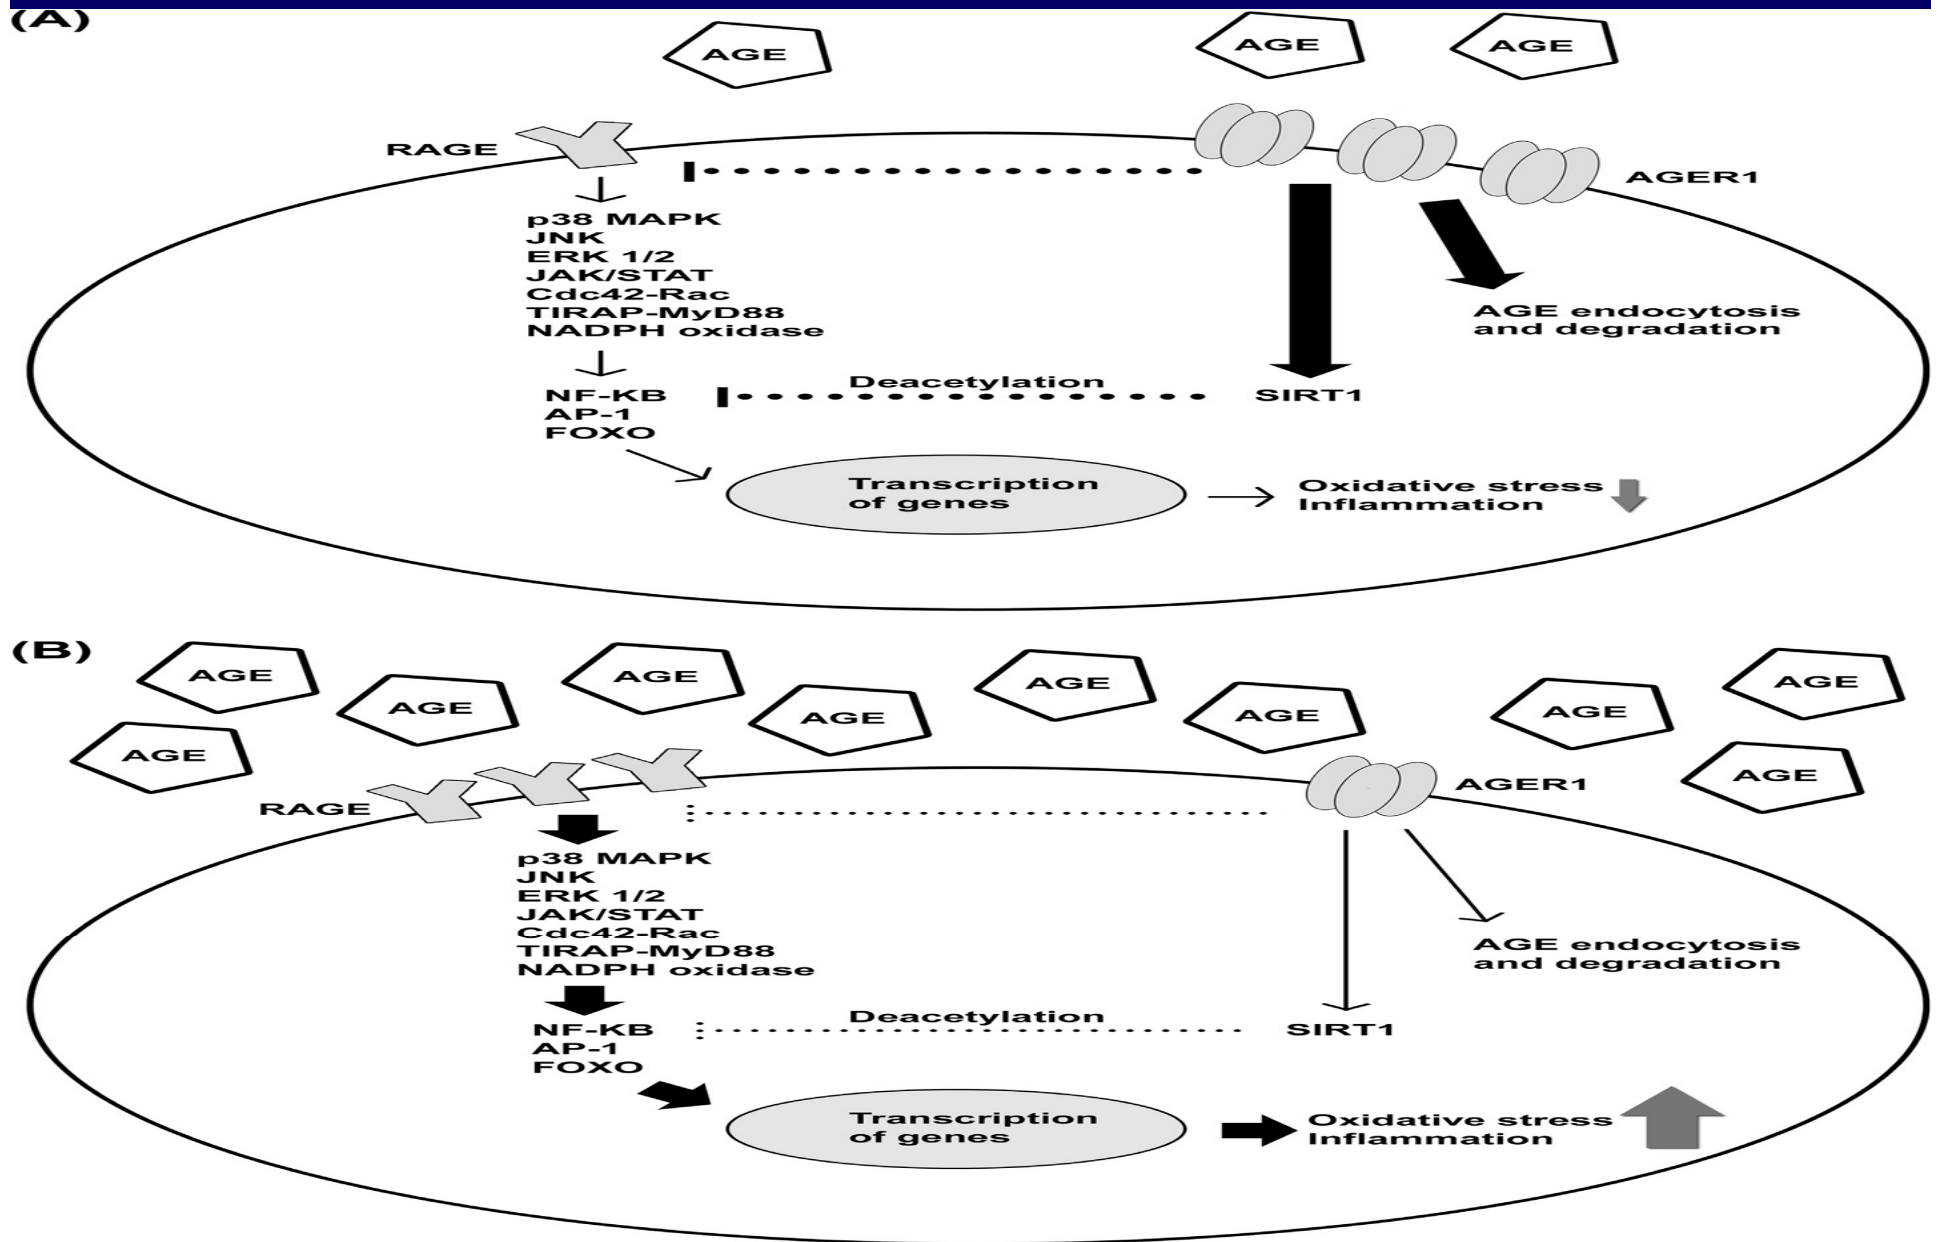 (A)
AGE
AGE
AGE
RAGE
AGER1
p38 MAPK
JNK
ERK 1/2
JAK/STAT
Cdc42-Rac
TIRAP-MyD88
NADPH oxidase
AGE endocytosis
and degradation
Deacetylation
NF-KB
AP-1
FOXO
SIRT1
Transcription
of genes
Oxidative stress
Inflammation
(B)
AGE
AGE
AGE
AGE
AGE
AGE
AGE
AGE
AGE
AGE
RAGE
AGER1
p38 MAPK
JNK
ERK 1/2
JAK/STAT
Cdc42-Rac
TIRAP-MyD88
NADPH oxidase
AGE endocytosis
and degradation
Deacetylation
NF-KB
AP-1
FOXO
SIRT1
Transcription
of genes
Oxidative stress
Inflammation